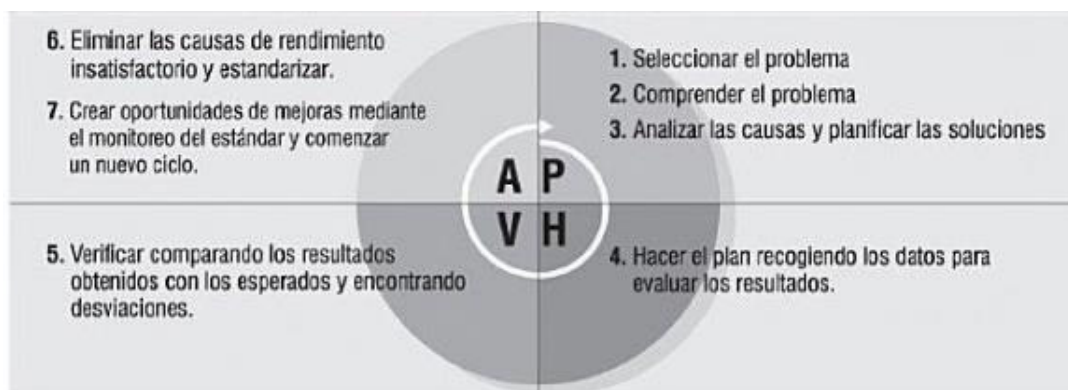 6. Eliminar las causas de rendimiento
insatisfactorio y estandarizar.
7. Crear oportunidades de mejoras mediante
el monitoreo del estándar y comenzar
un nuevo ciclo.
1. Seleccionar el problema
2. Comprender el problema
3. Analizar las causas y planificar las soluciones
A P
V H
5. Verificar comparando los resultados
obtenidos con los esperados y encontrando
desviaciones.
4. Hacer el plan recogiendo los datos para
evaluar los resultados.